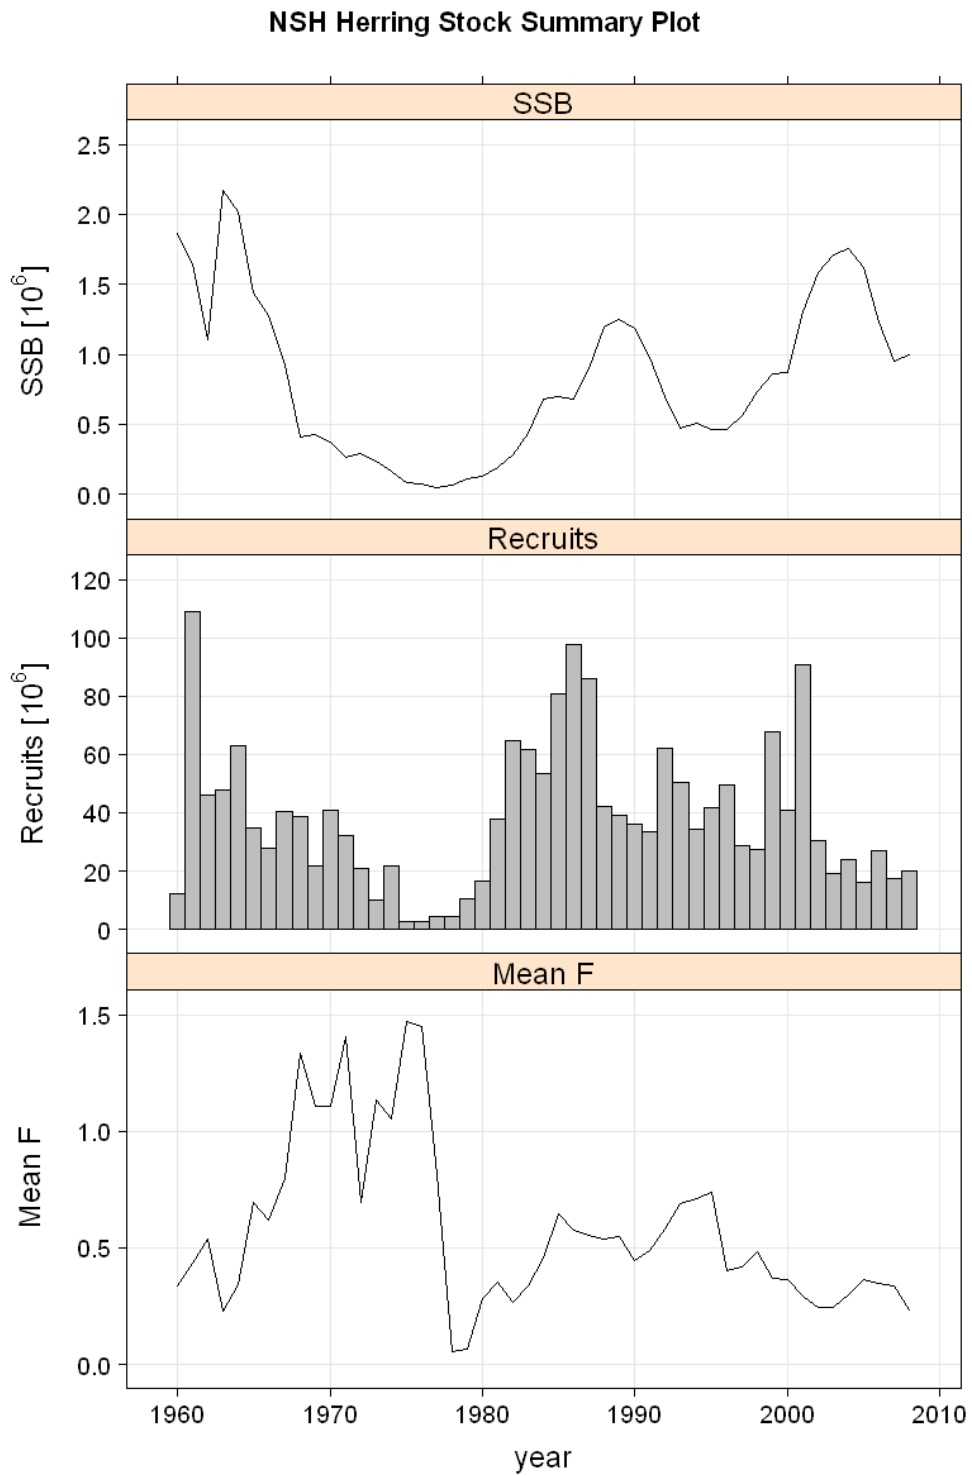 NSH Herring Stock Summary Plot
SSB
2.5
2.0
1.5
1.0
0.5
0.0
SSB [10⁶]
Recruits
120
100
80
60
40
20
0
Recruits [10⁶]
Mean F
1.5
1.0
0.5
0.0
Mean F
1960 1970 1980 1990 2000 2010
year